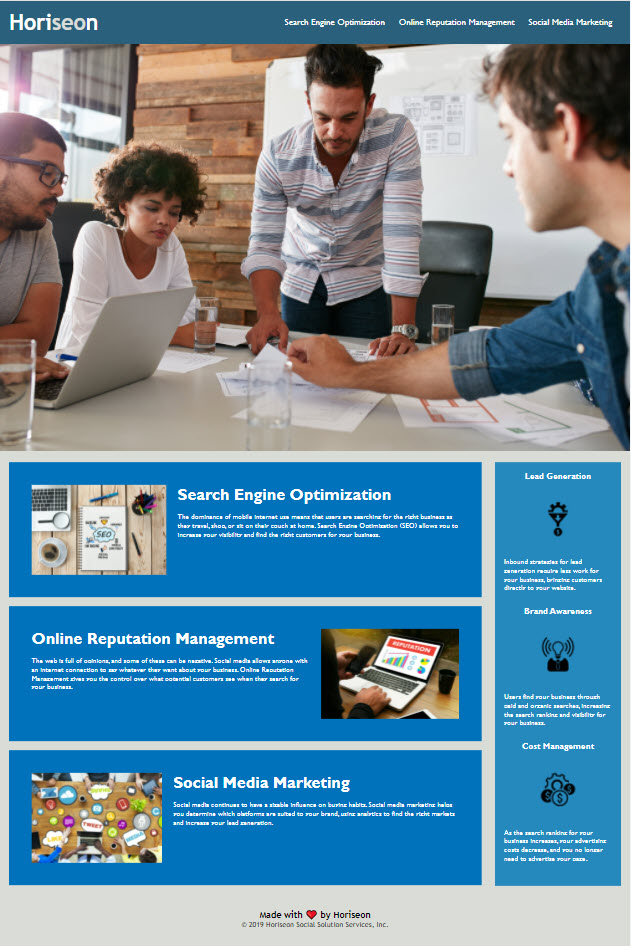 Horiseon
Search Engine Optimization Online Reputation Management Social Media Marketing
Search Engine Optimization
The dominance of mobile internet use means that users are searching for the right business as
they travel, shop, or sit on their couch at home. Search Engine Optimization (SEO) allows you to
increase your visibility and find the right customers for your business.
SEO
Online Reputation Management
The web is full of opinions, and some of these can be negative. Social media allows anyone with
an internet connection to say whatever they want about your business. Online Reputation
Management gives you the control over what potential customers see when they search for
your business.
REPUTATION
Social Media Marketing
Social media continues to have a sizable influence on buying habits. Social media marketing helps
you determine which platforms are suited to your brand, using analytics to find the right markets
and increase your lead generation.
TWEET
LIKE
MEDIA
Lead Generation
Inbound strategies for lead
generation require less work for
your business, bringing customers
directly to your website.
Brand Awareness
Users find your business through
paid and organic searches, increasing
the search ranking and visibility for
your business.
Cost Management
As the search ranking for your
business increases, your advertising
costs decrease, and you no longer
need to advertise your page.
Made with ❤️ by Horiseon
© 2019 Horiseon Social Solution Services, Inc.